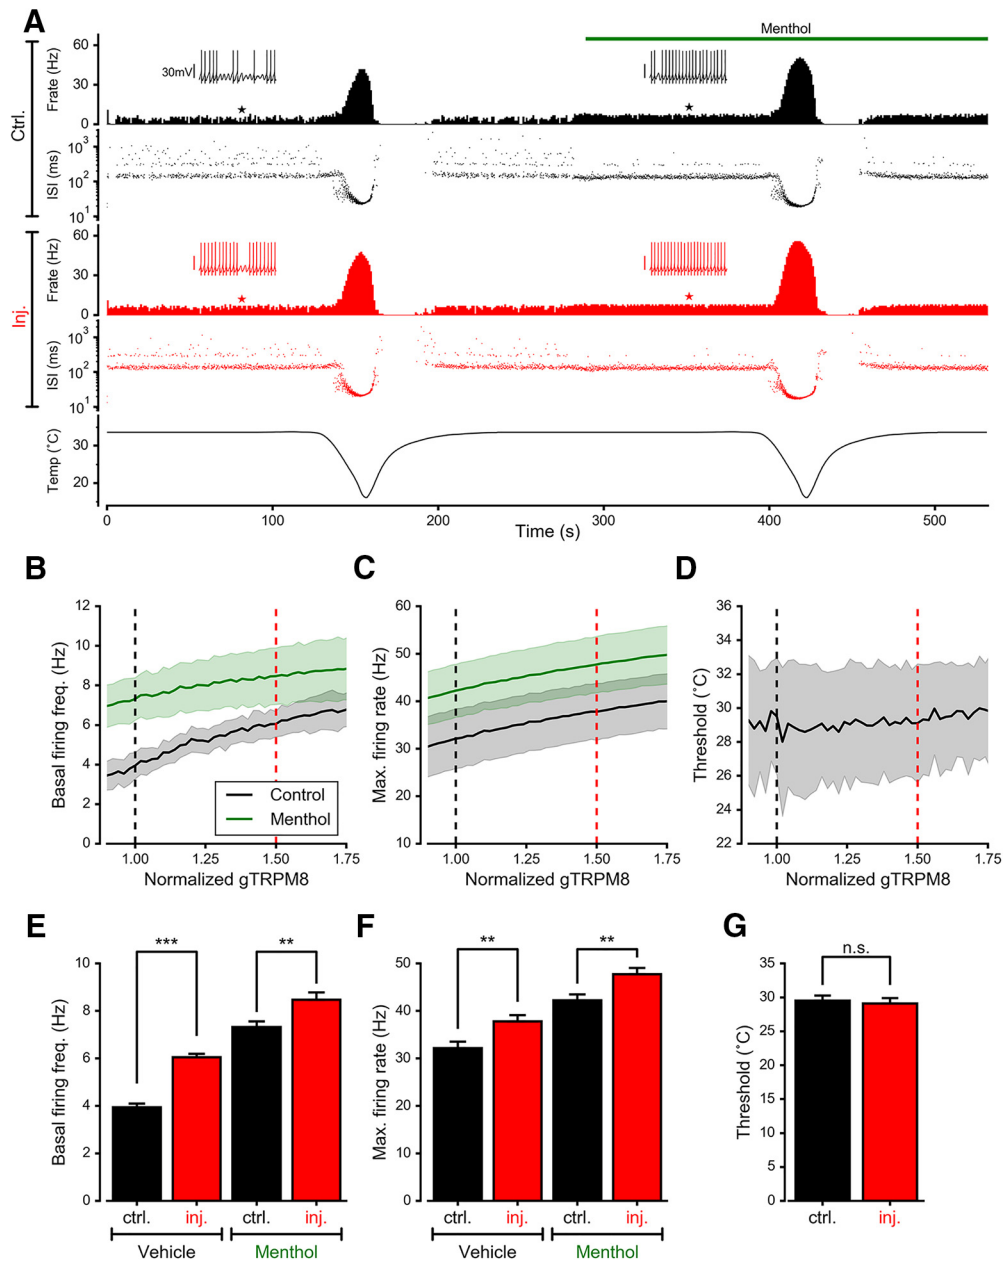 A
Menthol
Ctrl.
Frate (Hz)
60
30
0
30mV
★
★
ISI (ms)
10³
10²
10¹
Inj.
Frate (Hz)
60
30
0
★
★
ISI (ms)
10³
10²
10¹
Temp (˚C)
30
20
0 100 200 300 400 500
Time (s)
B
Basal firing freq. (Hz)
12
10
8
6
4
2
0
Control
Menthol
1.00 1.25 1.50 1.75
Normalized gTRPM8
C
Max. firing rate (Hz)
60
50
40
30
20
10
1.00 1.25 1.50 1.75
Normalized gTRPM8
D
Threshold (˚C)
36
34
32
30
28
26
24
22
1.00 1.25 1.50 1.75
Normalized gTRPM8
E
Basal firing freq. (Hz)
10
8
6
4
2
0
*** **
ctrl. inj. ctrl. inj.
Vehicle Menthol
F
Max. firing rate (Hz)
50
40
30
20
10
0
** **
ctrl. inj. ctrl. inj.
Vehicle Menthol
G
Threshold (˚C)
35
30
25
20
15
10
5
0
n.s.
ctrl. inj.